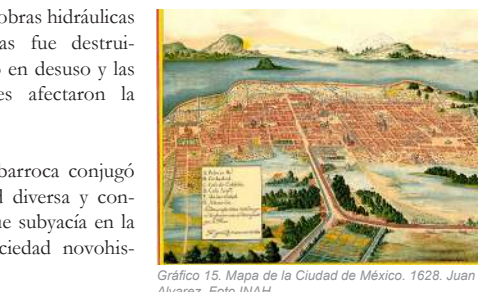 obras hidráulicas
as fue destrui-
o en desuso y las
es afectaron la
barroca conjugó
d diversa y con-
ue subyacía en la
ciedad novohis-
Gráfico 15. Mapa de la Ciudad de México. 1628. Juan
Alvarez. Foto INAH